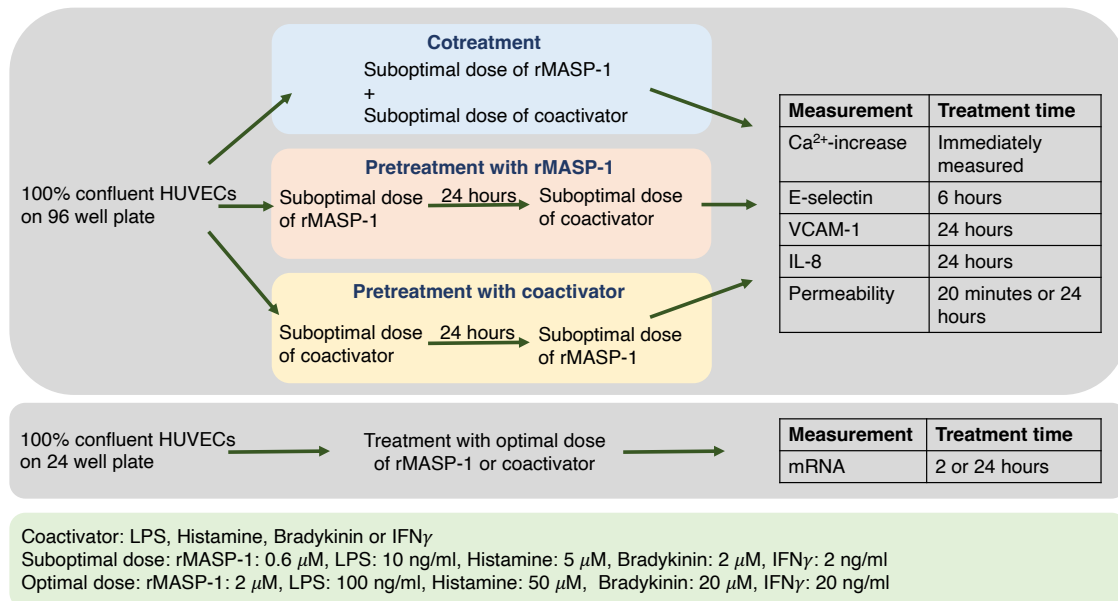 Cotreatment
Suboptimal dose of rMASP-1
+
Suboptimal dose of coactivator
100% confluent HUVECs
on 96 well plate
Pretreatment with rMASP-1
Suboptimal dose
of rMASP-1
24 hours
Suboptimal dose
of coactivator
Pretreatment with coactivator
Suboptimal dose
of coactivator
24 hours
Suboptimal dose
of rMASP-1
Measurement Treatment time
Ca²⁺-increase Immediately
measured
E-selectin 6 hours
VCAM-1 24 hours
IL-8 24 hours
Permeability 20 minutes or 24
hours
100% confluent HUVECs
on 24 well plate
Treatment with optimal dose
of rMASP-1 or coactivator
Measurement Treatment time
mRNA 2 or 24 hours
Coactivator: LPS, Histamine, Bradykinin or IFNγ
Suboptimal dose: rMASP-1: 0.6 μM, LPS: 10 ng/ml, Histamine: 5 μM, Bradykinin: 2 μM, IFNγ: 2 ng/ml
Optimal dose: rMASP-1: 2 μM, LPS: 100 ng/ml, Histamine: 50 μM, Bradykinin: 20 μM, IFNγ: 20 ng/ml